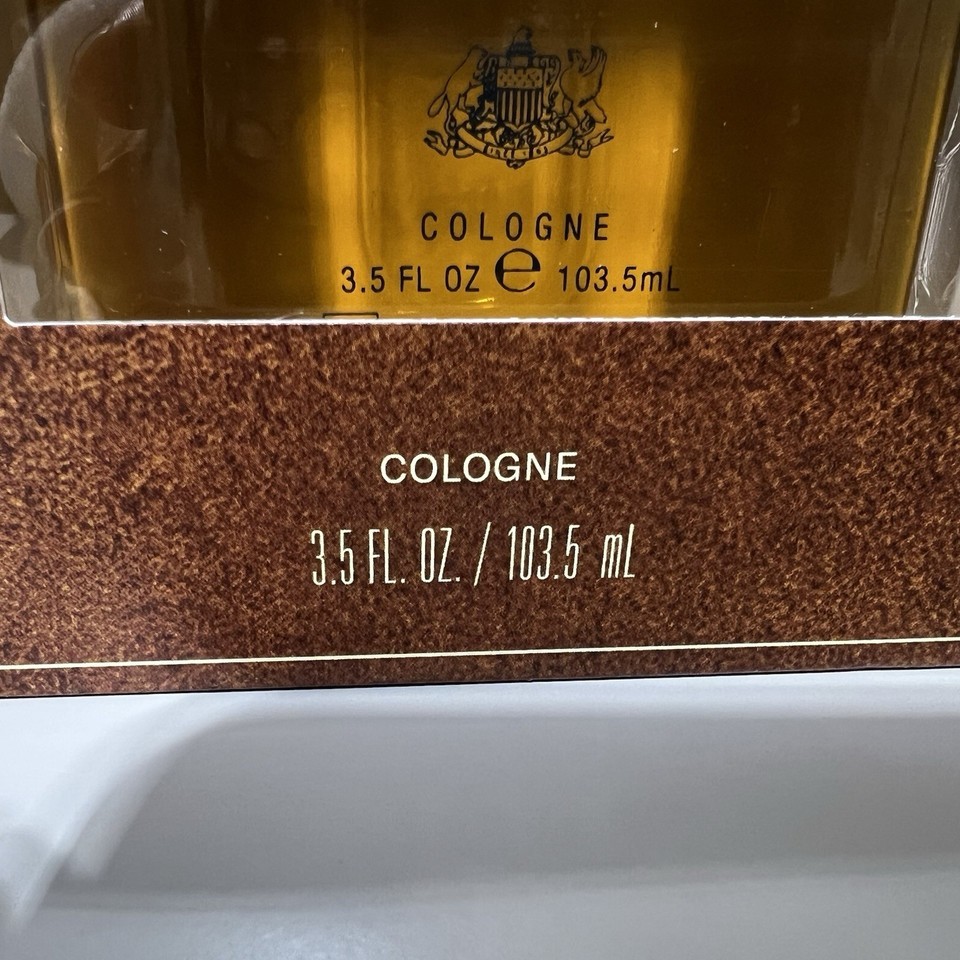 COLOGNE
3.5 FL OZ ℮ 103.5mL
COLOGNE
3.5 FL. OZ. / 103.5 mL